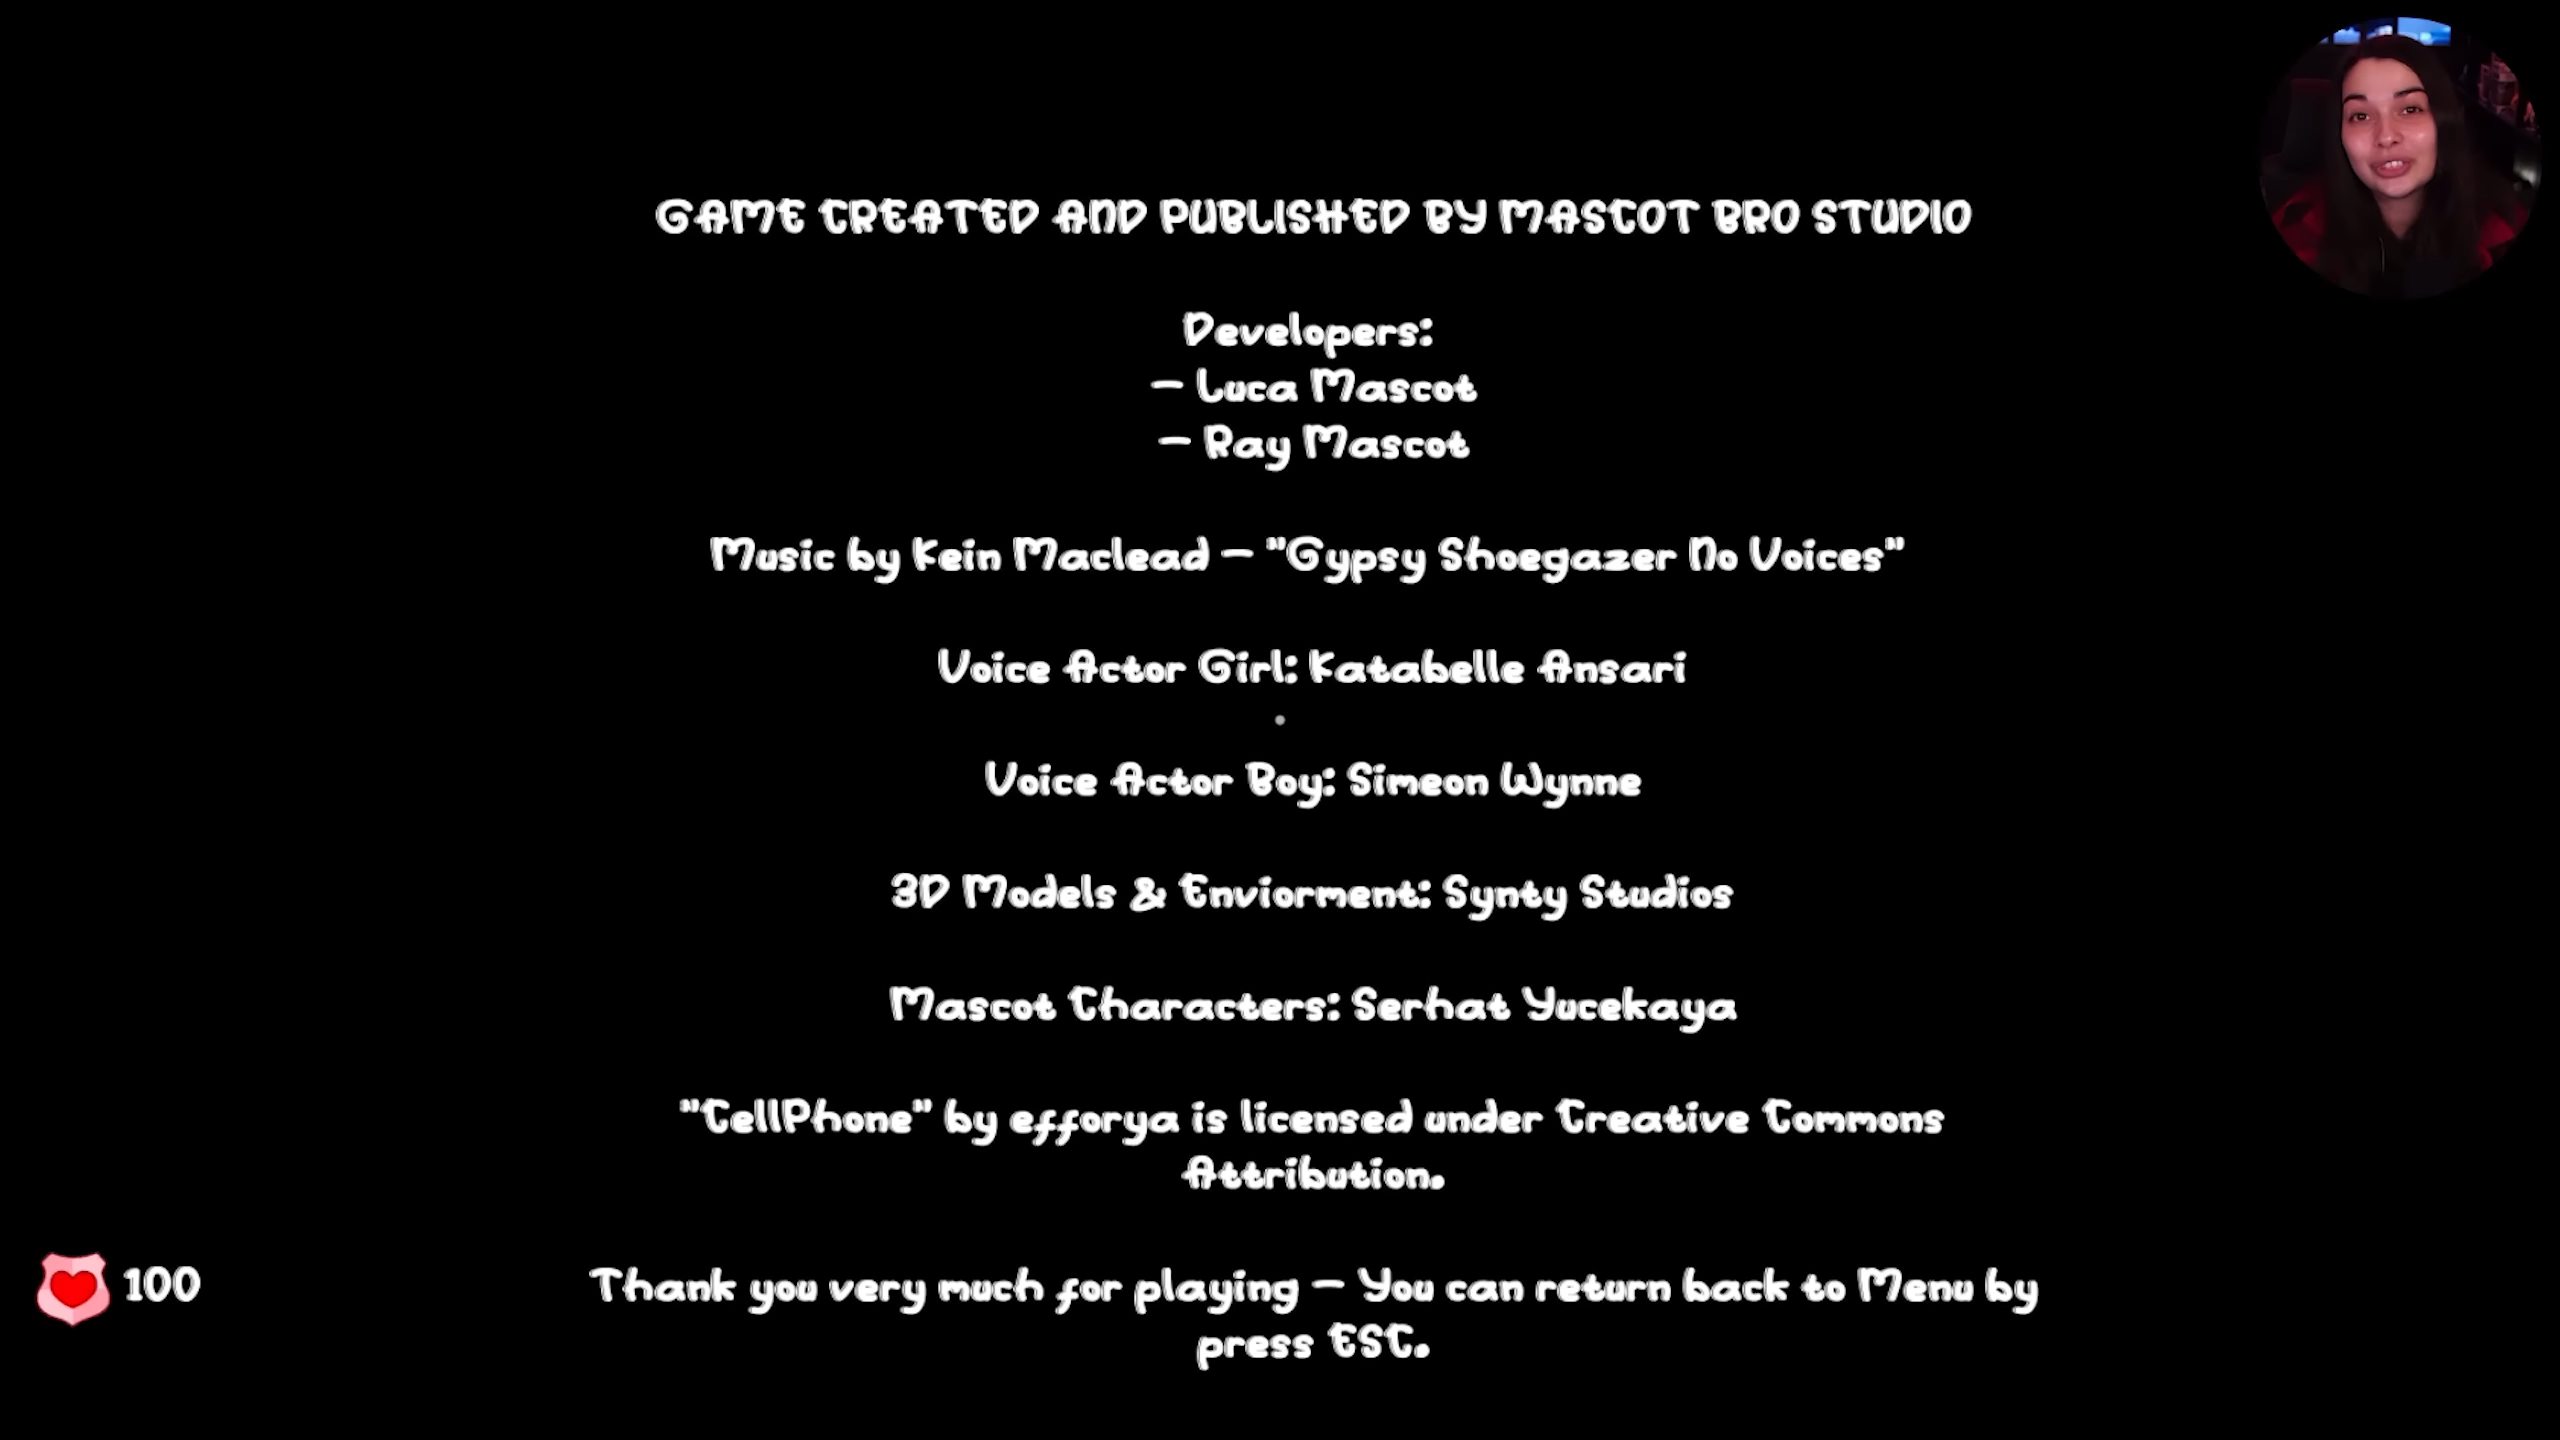 GAME CREATED AND PUBLISHED BY MASCOT BRO STUDIO
Developers:
- Luca Mascot
- Ray Mascot
Music by Kein Maclead - "Gypsy Shoegazer No Voices"
Voice Actor Girl: Katabelle Ansari
Voice Actor Boy: Simeon Wynne
3D Models & Enviorment: Synty Studios
Mascot Characters: Serhat Yucekaya
"CellPhone" by efforya is licensed under Creative Commons
Attribution.
100
Thank you very much for playing - You can return back to Menu by
press ESC.